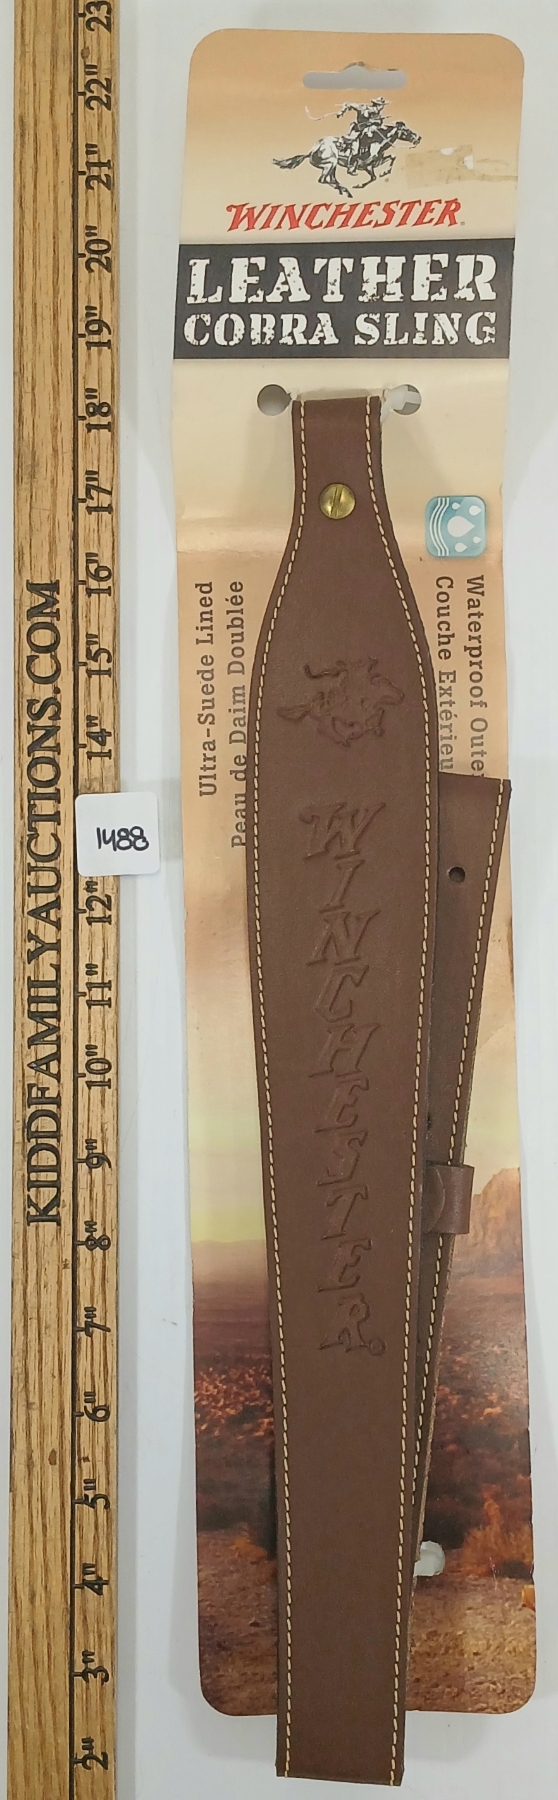 WINCHESTER
LEATHER
COBRA SLING
Ultra-Suede Lined
Peau de Daim Doublée
Waterproof Outer
Couche Extérieu
WINCHESTER
1488
KIDDFAMILYAUCTIONS.COM
23
22"
21"
20"
19"
18"
17"
16"
15"
14"
12"
11"
10"
9"
8"
7"
6"
5"
4"
3"
2"